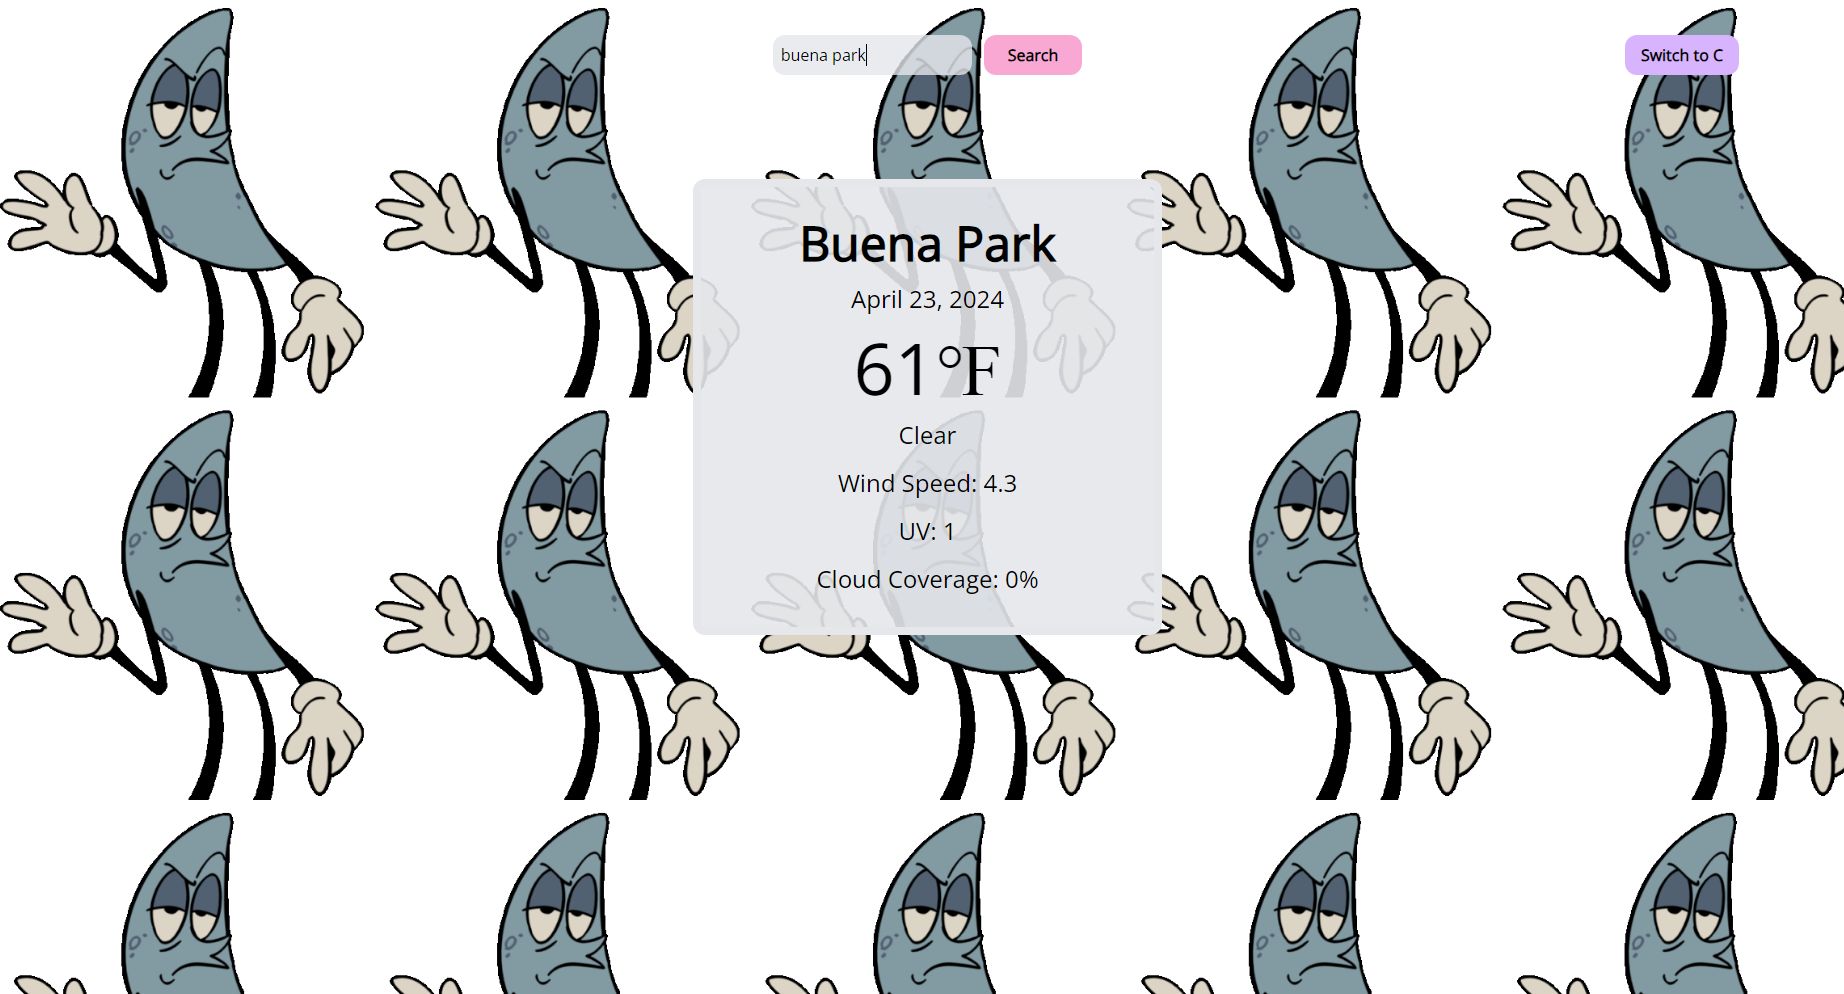 buena park
Search
Switch to C
Buena Park
April 23, 2024
61℉
Clear
Wind Speed: 4.3
UV: 1
Cloud Coverage: 0%